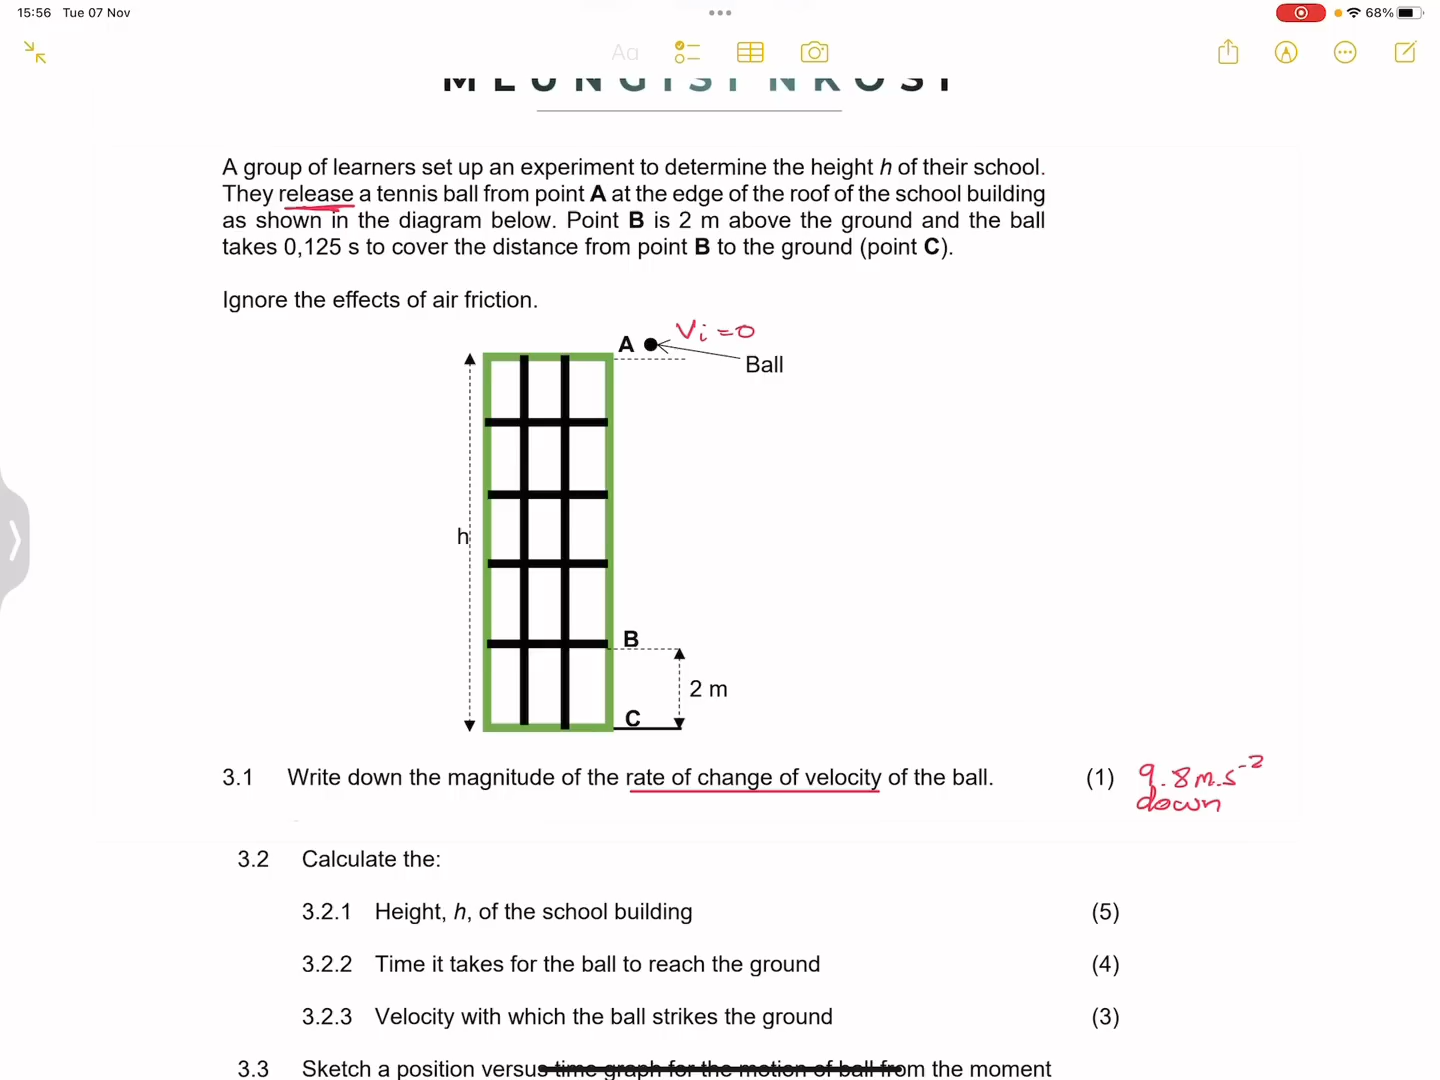 15:56 Tue 07 Nov
68%
Aa
MLUNGISI NKOSI
A group of learners set up an experiment to determine the height h of their school.
They release a tennis ball from point A at the edge of the roof of the school building
as shown in the diagram below. Point B is 2 m above the ground and the ball
takes 0,125 s to cover the distance from point B to the ground (point C).
Ignore the effects of air friction.
A Vi = 0
Ball
h
B
2 m
C
3.1 Write down the magnitude of the rate of change of velocity of the ball. (1) 9.8 m.s⁻²
down
3.2 Calculate the:
3.2.1 Height, h, of the school building (5)
3.2.2 Time it takes for the ball to reach the ground (4)
3.2.3 Velocity with which the ball strikes the ground (3)
3.3 Sketch a position versus time graph for the motion of ball from the moment